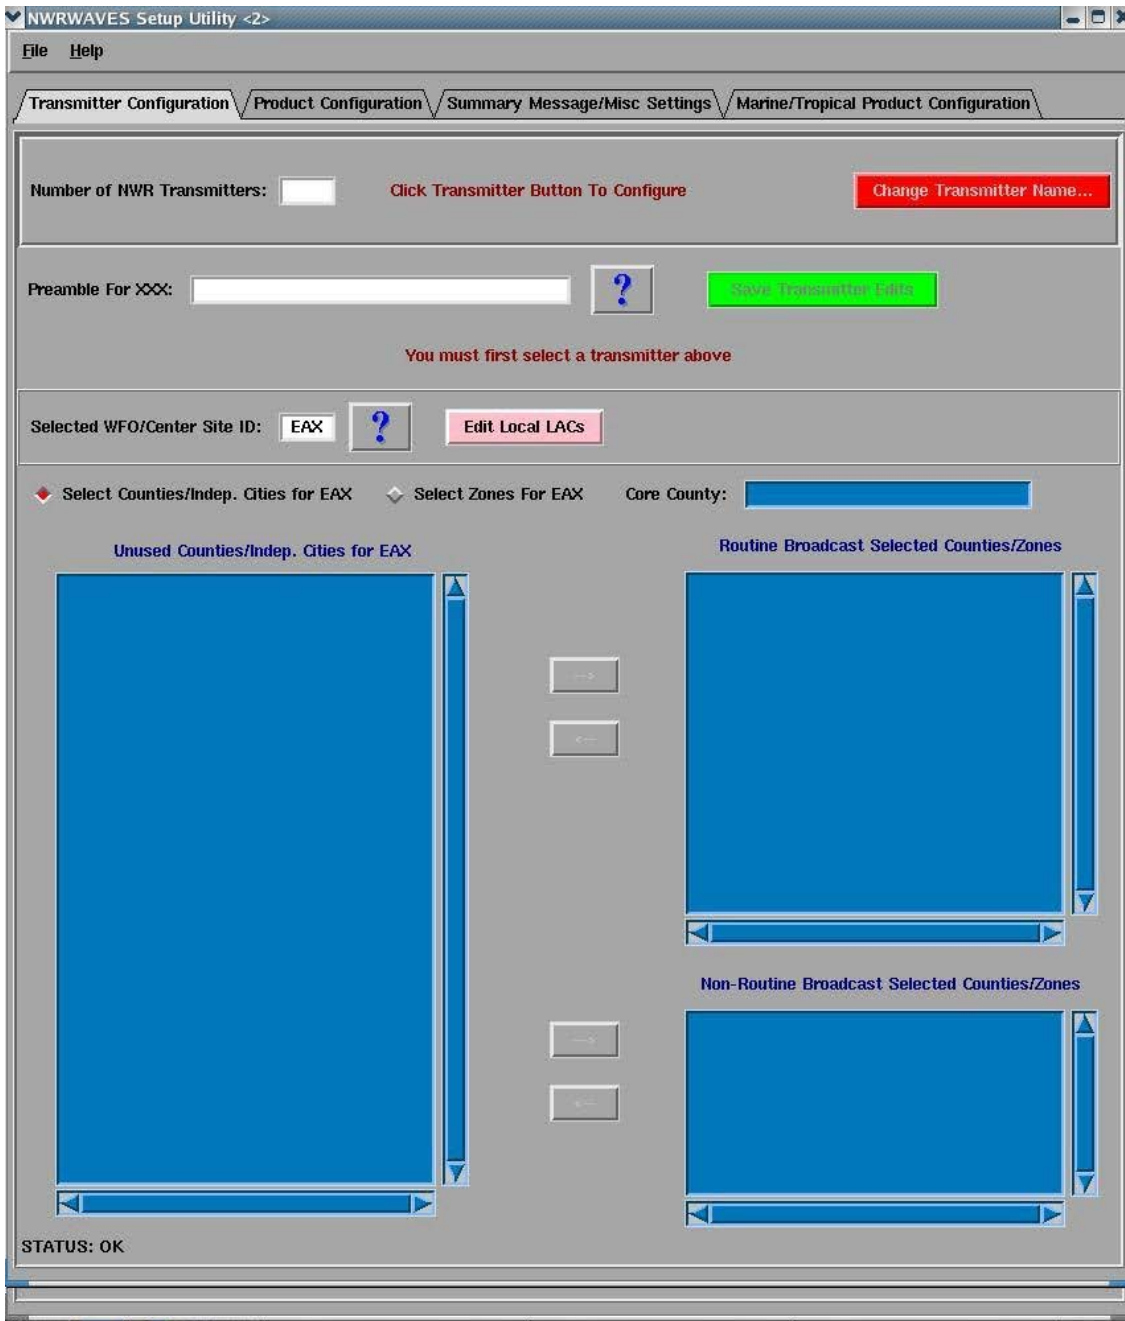 NWRWAVES Setup Utility <2>
File Help
Transmitter Configuration Product Configuration Summary Message/Misc Settings Marine/Tropical Product Configuration
Number of NWR Transmitters: Click Transmitter Button To Configure Change Transmitter Name...
Preamble For XXX: ? Save Transmitter Edits
You must first select a transmitter above
Selected WFO/Center Site ID: EAX ? Edit Local LACs
Select Counties/Indep. Cities for EAX Select Zones For EAX Core County:
Unused Counties/Indep. Cities for EAX
Routine Broadcast Selected Counties/Zones
-->
<--
Non-Routine Broadcast Selected Counties/Zones
-->
<--
STATUS: OK